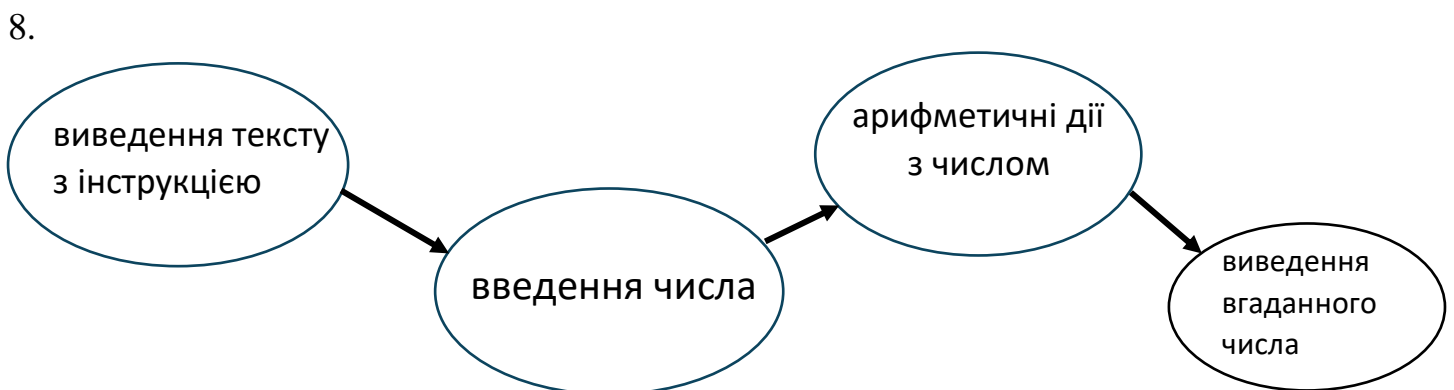 8.
виведення тексту
з інструкцією
введення числа
арифметичні дії
з числом
виведення
вгаданного
числа